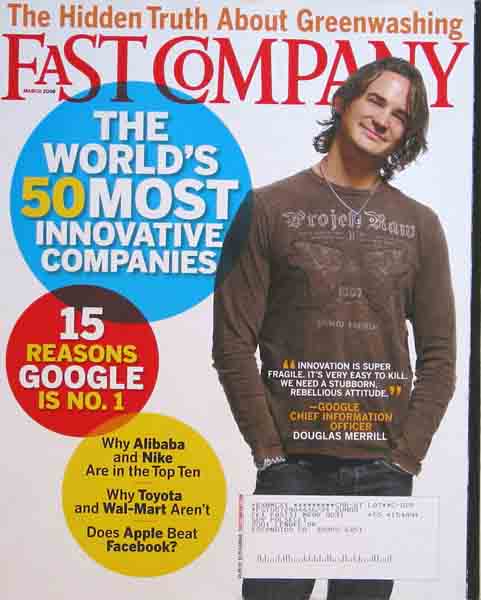 The Hidden Truth About Greenwashing
FAST COMPANY
MARCH 2008
THE
WORLD'S
50 MOST
INNOVATIVE
COMPANIES
15
REASONS
GOOGLE
IS NO. 1
Why Alibaba
and Nike
Are in the Top Ten
Why Toyota
and Wal-Mart Aren't
Does Apple Beat
Facebook?
Projek Raw
1997
"INNOVATION IS SUPER
FRAGILE. IT'S VERY EASY TO KILL.
WE NEED A STUBBORN,
REBELLIOUS ATTITUDE."
—GOOGLE
CHIEF INFORMATION
OFFICER
DOUGLAS MERRILL